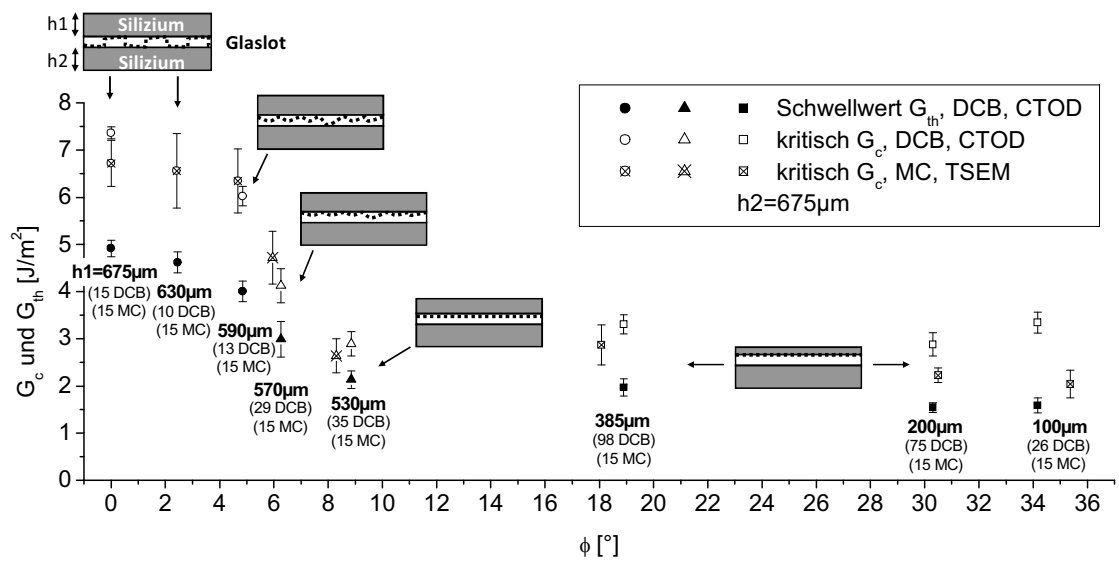 h1
Silizium
Glaslot
h2
Silizium
Schwellwert G_th, DCB, CTOD
kritisch G_c, DCB, CTOD
kritisch G_c, MC, TSEM
h2=675µm
G_c und G_th [J/m²]
8
7
6
5
4
3
2
1
0
h1=675µm
(15 DCB)
(15 MC)
630µm
(10 DCB)
(15 MC)
590µm
(13 DCB)
(15 MC)
570µm
(29 DCB)
(15 MC)
530µm
(35 DCB)
(15 MC)
385µm
(98 DCB)
(15 MC)
200µm
(75 DCB)
(15 MC)
100µm
(26 DCB)
(15 MC)
0 2 4 6 8 10 12 14 16 18 20 22 24 26 28 30 32 34 36
ϕ [°]